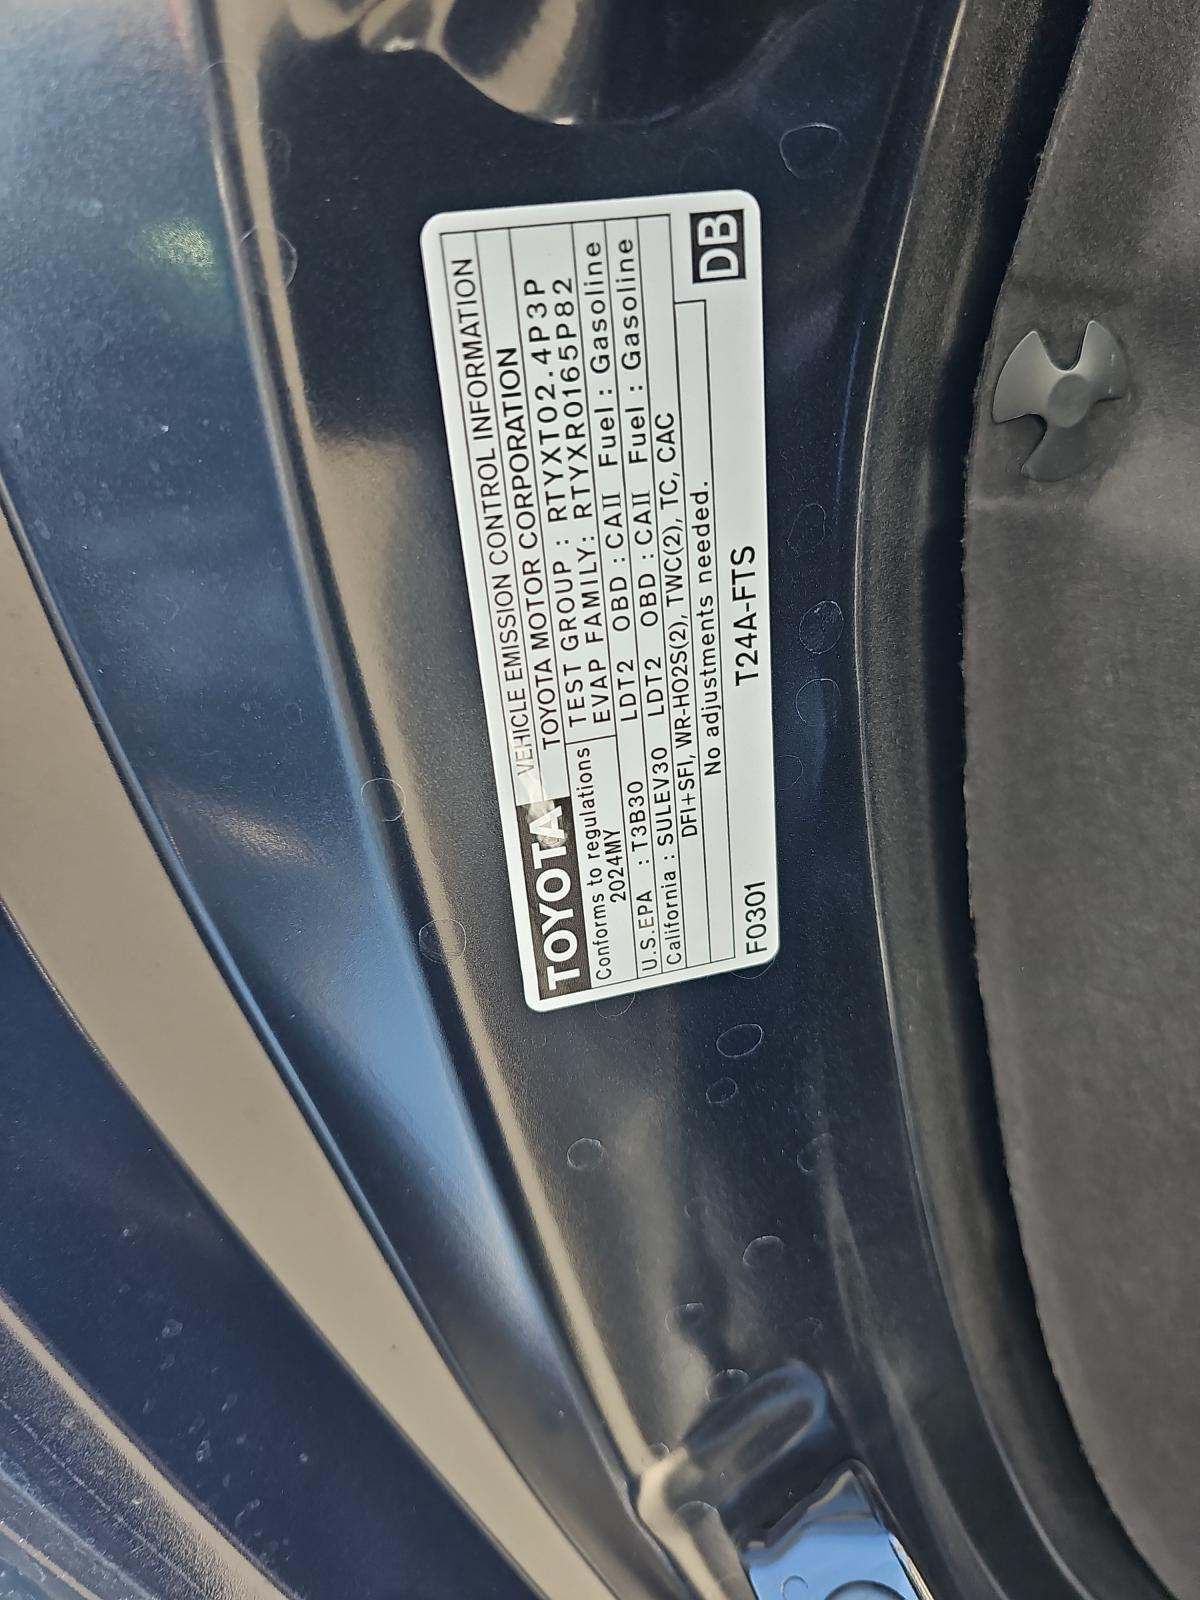 TOYOTA VEHICLE EMISSION CONTROL INFORMATION
TOYOTA MOTOR CORPORATION
Conforms to regulations
2024MY
TEST GROUP : RTYXT02.4P3P
EVAP FAMILY: RTYXR0165P82
U.S.EPA : T3B30 LDT2 OBD : CAII Fuel : Gasoline
California : SULEV30 LDT2 OBD : CAII Fuel : Gasoline
DFI+SFI, WR-HO2S(2), TWC(2), TC, CAC
No adjustments needed.
F0301 T24A-FTS DB